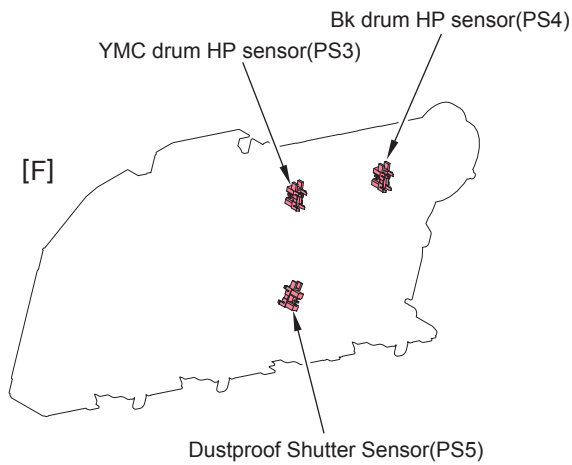 Bk drum HP sensor(PS4)
YMC drum HP sensor(PS3)
[F]
Dustproof Shutter Sensor(PS5)